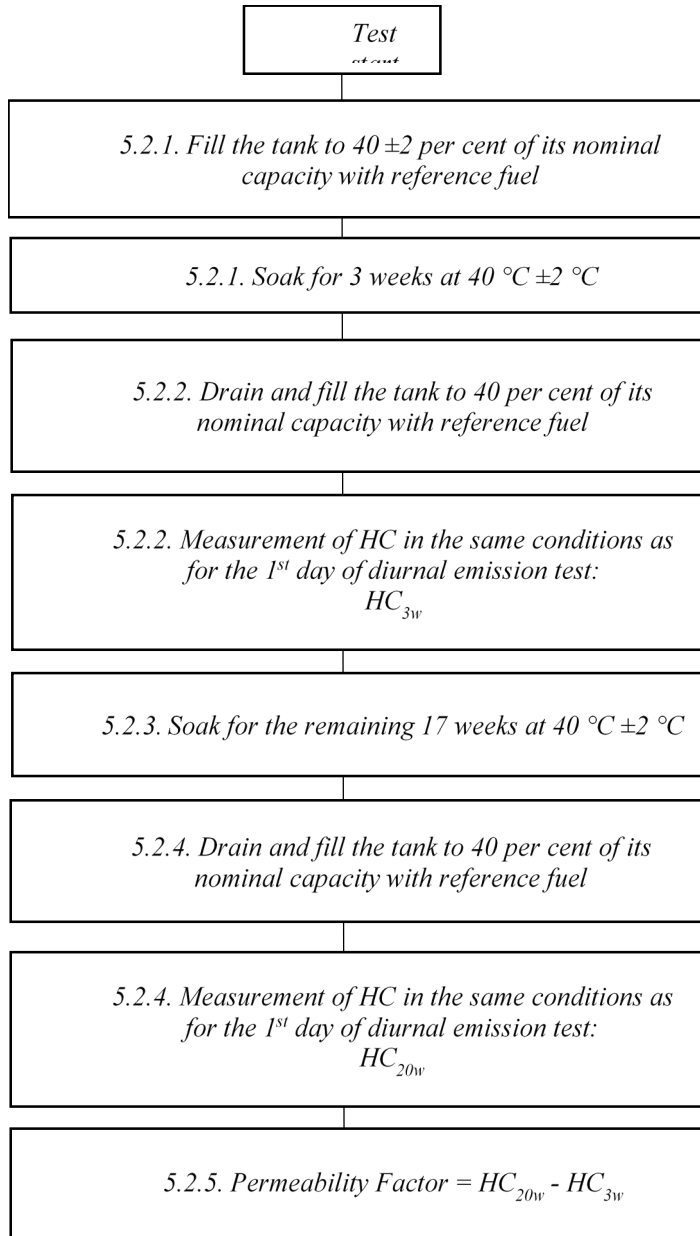 Test
5.2.1. Fill the tank to 40 ±2 per cent of its nominal
capacity with reference fuel
5.2.1. Soak for 3 weeks at 40 °C ±2 °C
5.2.2. Drain and fill the tank to 40 per cent of its
nominal capacity with reference fuel
5.2.2. Measurement of HC in the same conditions as
for the 1st day of diurnal emission test:
HC3w
5.2.3. Soak for the remaining 17 weeks at 40 °C ±2 °C
5.2.4. Drain and fill the tank to 40 per cent of its
nominal capacity with reference fuel
5.2.4. Measurement of HC in the same conditions as
for the 1st day of diurnal emission test:
HC20w
5.2.5. Permeability Factor = HC20w - HC3w